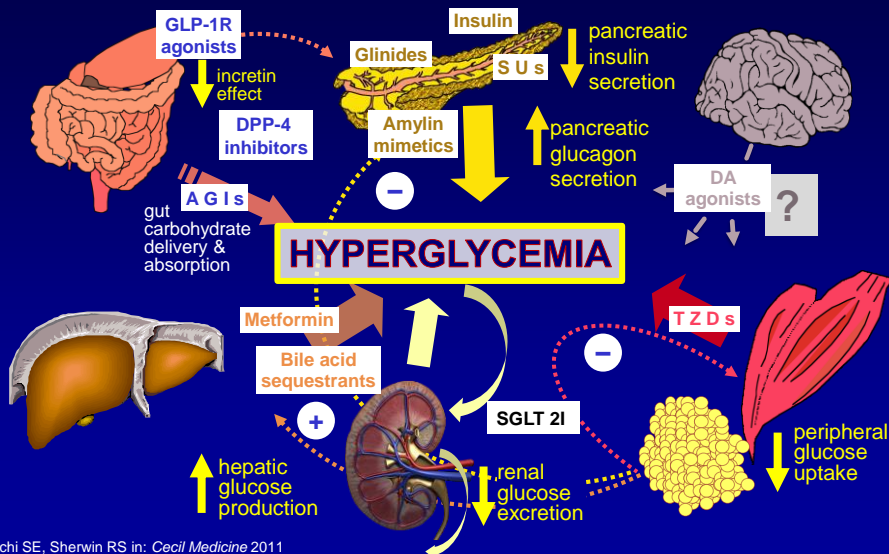 GLP-1R
agonists
incretin
effect
DPP-4
inhibitors
A G I s
gut
carbohydrate
delivery &
absorption
Insulin
Glinides
S U s
Amylin
mimetics
–
pancreatic
insulin
secretion
pancreatic
glucagon
secretion
DA
agonists
?
HYPERGLYCEMIA
Metformin
Bile acid
sequestrants
+
T Z D s
–
SGLT 2I
hepatic
glucose
production
renal
glucose
excretion
peripheral
glucose
uptake
chi SE, Sherwin RS in: Cecil Medicine 2011